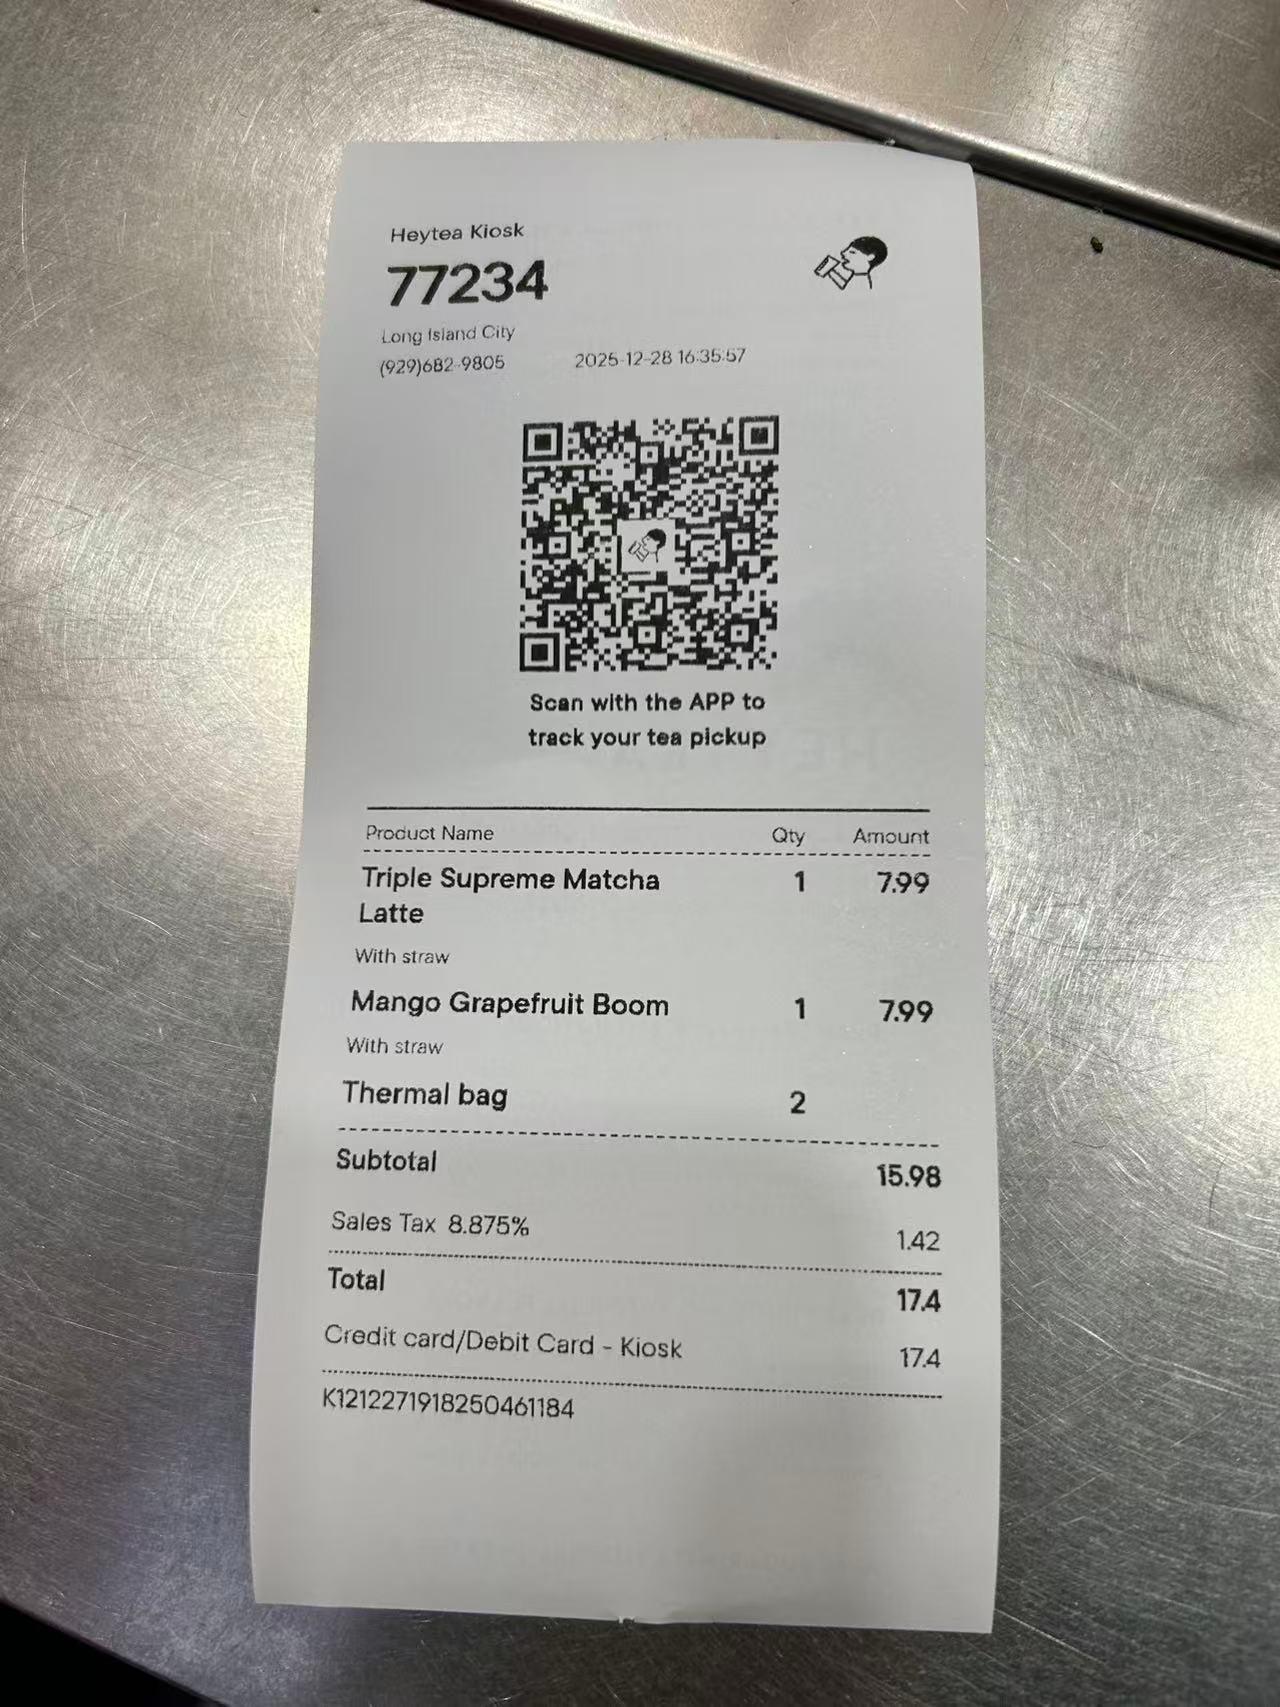 Heytea Kiosk
77234
Long Island City
(929)682-9805 2025-12-28 16:35:57
Scan with the APP to
track your tea pickup
Product Name Qty Amount
Triple Supreme Matcha 1 7.99
Latte
With straw
Mango Grapefruit Boom 1 7.99
With straw
Thermal bag 2
Subtotal 15.98
Sales Tax 8.875% 1.42
Total 17.4
Credit card/Debit Card - Kiosk 17.4
K1212271918250461184